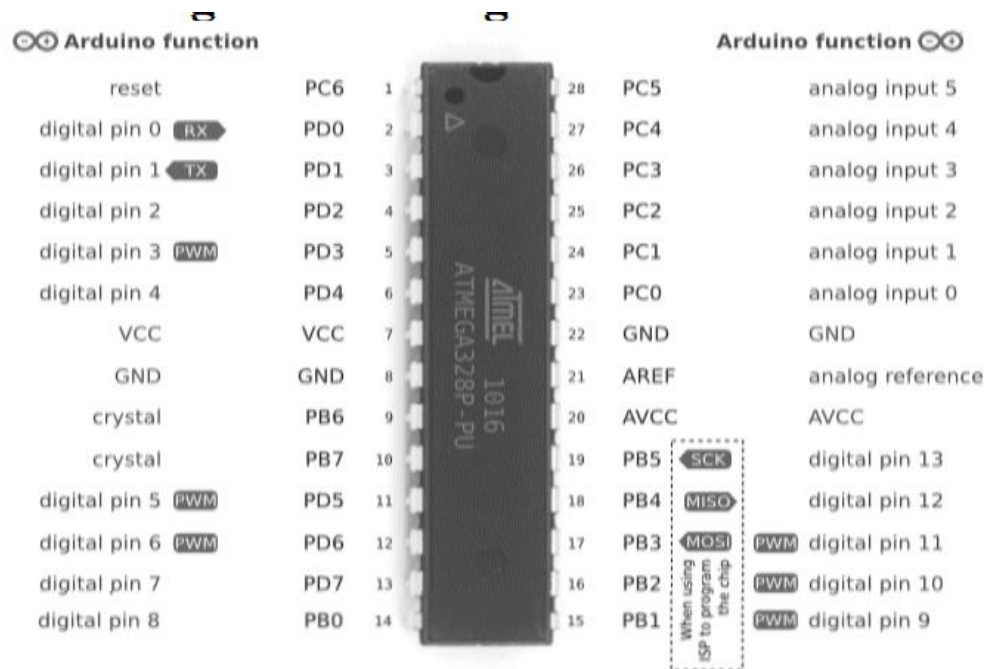 Arduino function Arduino function
reset PC6 1 28 PC5 analog input 5
digital pin 0 RX PD0 2 27 PC4 analog input 4
digital pin 1 TX PD1 3 26 PC3 analog input 3
digital pin 2 PD2 4 25 PC2 analog input 2
digital pin 3 PWM PD3 5 24 PC1 analog input 1
digital pin 4 PD4 6 23 PC0 analog input 0
VCC VCC 7 22 GND GND
GND GND 8 21 AREF analog reference
crystal PB6 9 20 AVCC AVCC
crystal PB7 10 19 PB5 SCK digital pin 13
digital pin 5 PWM PD5 11 18 PB4 MISO digital pin 12
digital pin 6 PWM PD6 12 17 PB3 MOSI PWM digital pin 11
digital pin 7 PD7 13 16 PB2 PWM digital pin 10
digital pin 8 PB0 14 15 PB1 PWM digital pin 9
When using
ISP to program
the chip
ATMEL 1016
ATMEGA328P-PU